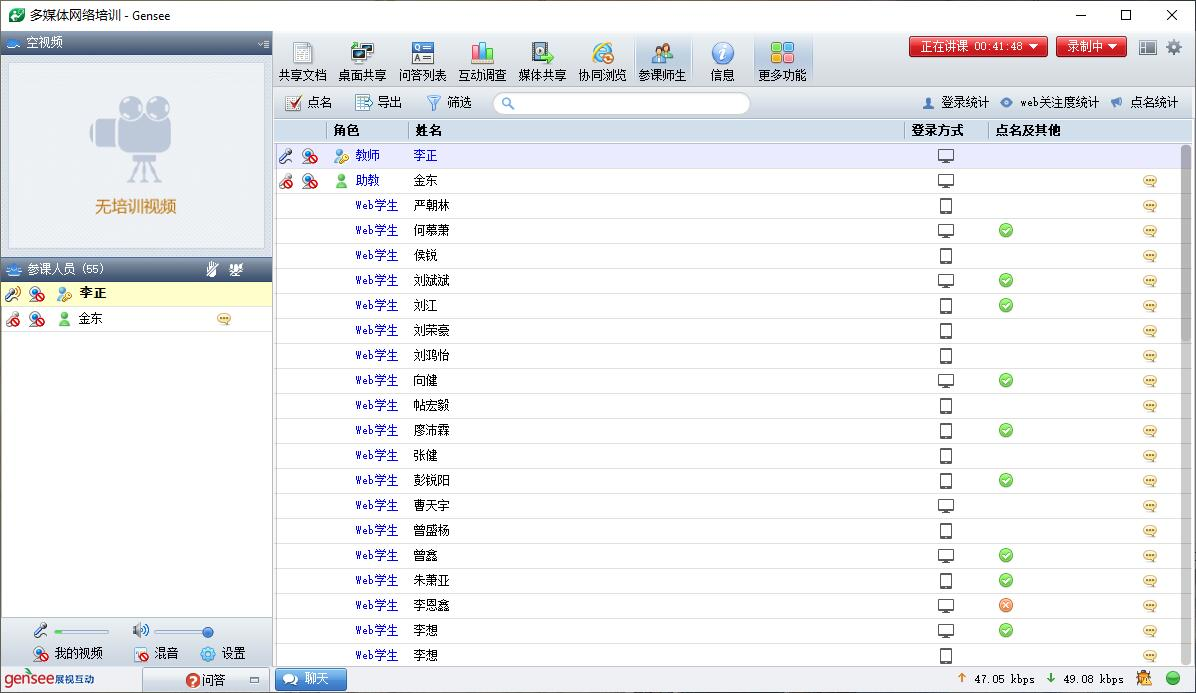 多媒体网络培训 - Gensee
空视频
无培训视频
参课人员 (55)
李正
金东
我的视频 混音 设置
gensee展视互动 问答
共享文档 桌面共享 问答列表 互动调查 媒体共享 协同浏览 参课师生 信息 更多功能
正在讲课 00:41:48 录制中
点名 导出 筛选
登录统计 web关注度统计 点名统计
角色 姓名 登录方式 点名及其他
教师 李正
助教 金东
Web学生 严朝林
Web学生 何慕萧
Web学生 侯锐
Web学生 刘斌斌
Web学生 刘江
Web学生 刘荣豪
Web学生 刘鸿怡
Web学生 向健
Web学生 帖宏毅
Web学生 廖沛霖
Web学生 张健
Web学生 彭锐阳
Web学生 曹天宇
Web学生 曾盛杨
Web学生 曾鑫
Web学生 朱萧亚
Web学生 李恩鑫
Web学生 李想
Web学生 李想
聊天
47.05 kbps 49.08 kbps